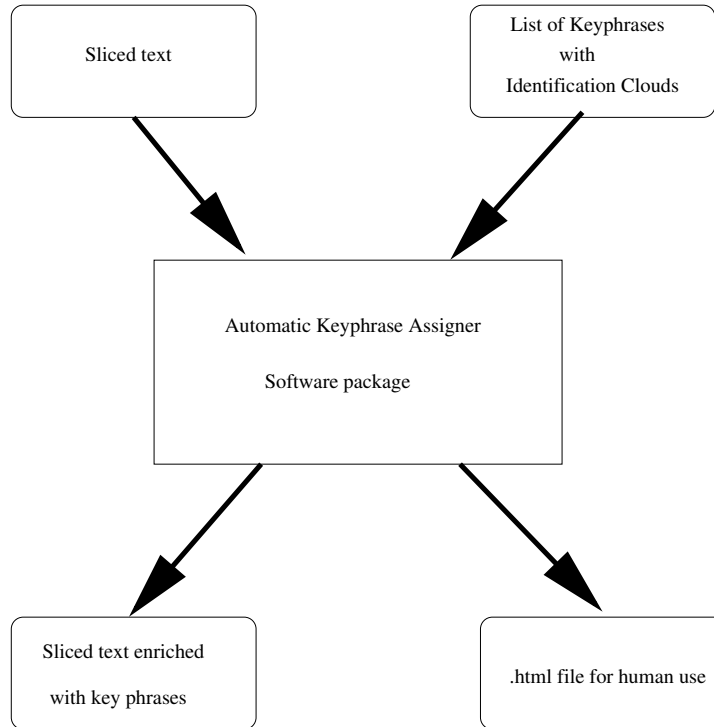 Sliced text
List of Keyphrases
with
Identification Clouds
Automatic Keyphrase Assigner
Software package
Sliced text enriched
with key phrases
.html file for human use